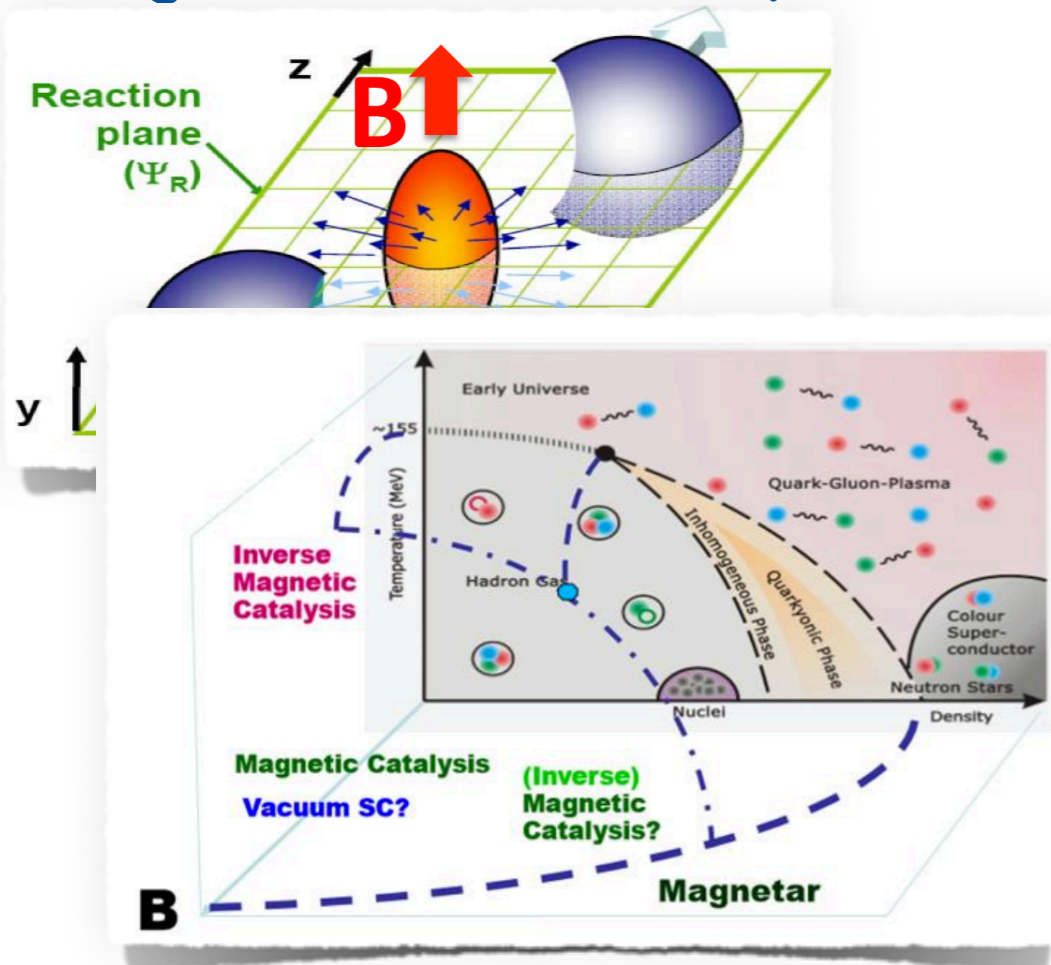 z
B
Reaction
plane
(Ψ_R)
y
Early Universe
~155
Temperature (MeV)
Quark-Gluon-Plasma
Inhomogeneous Phase
Quarkyonic Phase
Hadron Gas
Colour
Super-
conductor
Neutron Stars
Nuclei
Density
Inverse
Magnetic
Catalysis
Magnetic Catalysis
Vacuum SC?
(Inverse)
Magnetic
Catalysis?
Magnetar
B